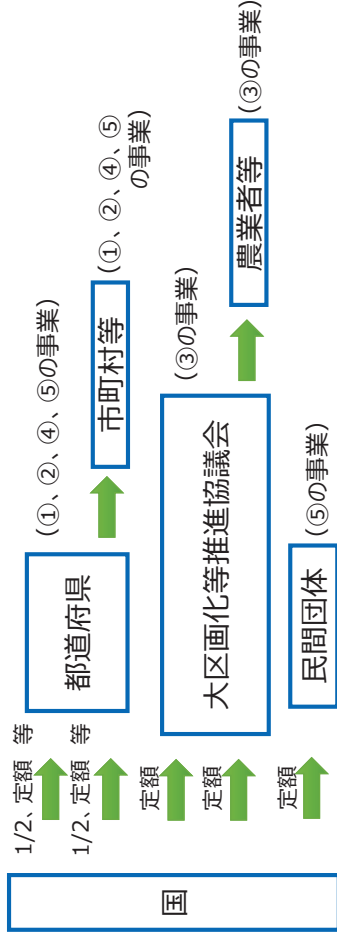 国
1/2、定額 等
1/2、定額 等
定額
定額
定額
都道府県
(①、②、④、⑤の事業)
市町村等
(①、②、④、⑤
の事業)
大区画化等推進協議会
(③の事業)
農業者等
(③の事業)
民間団体
(⑤の事業)